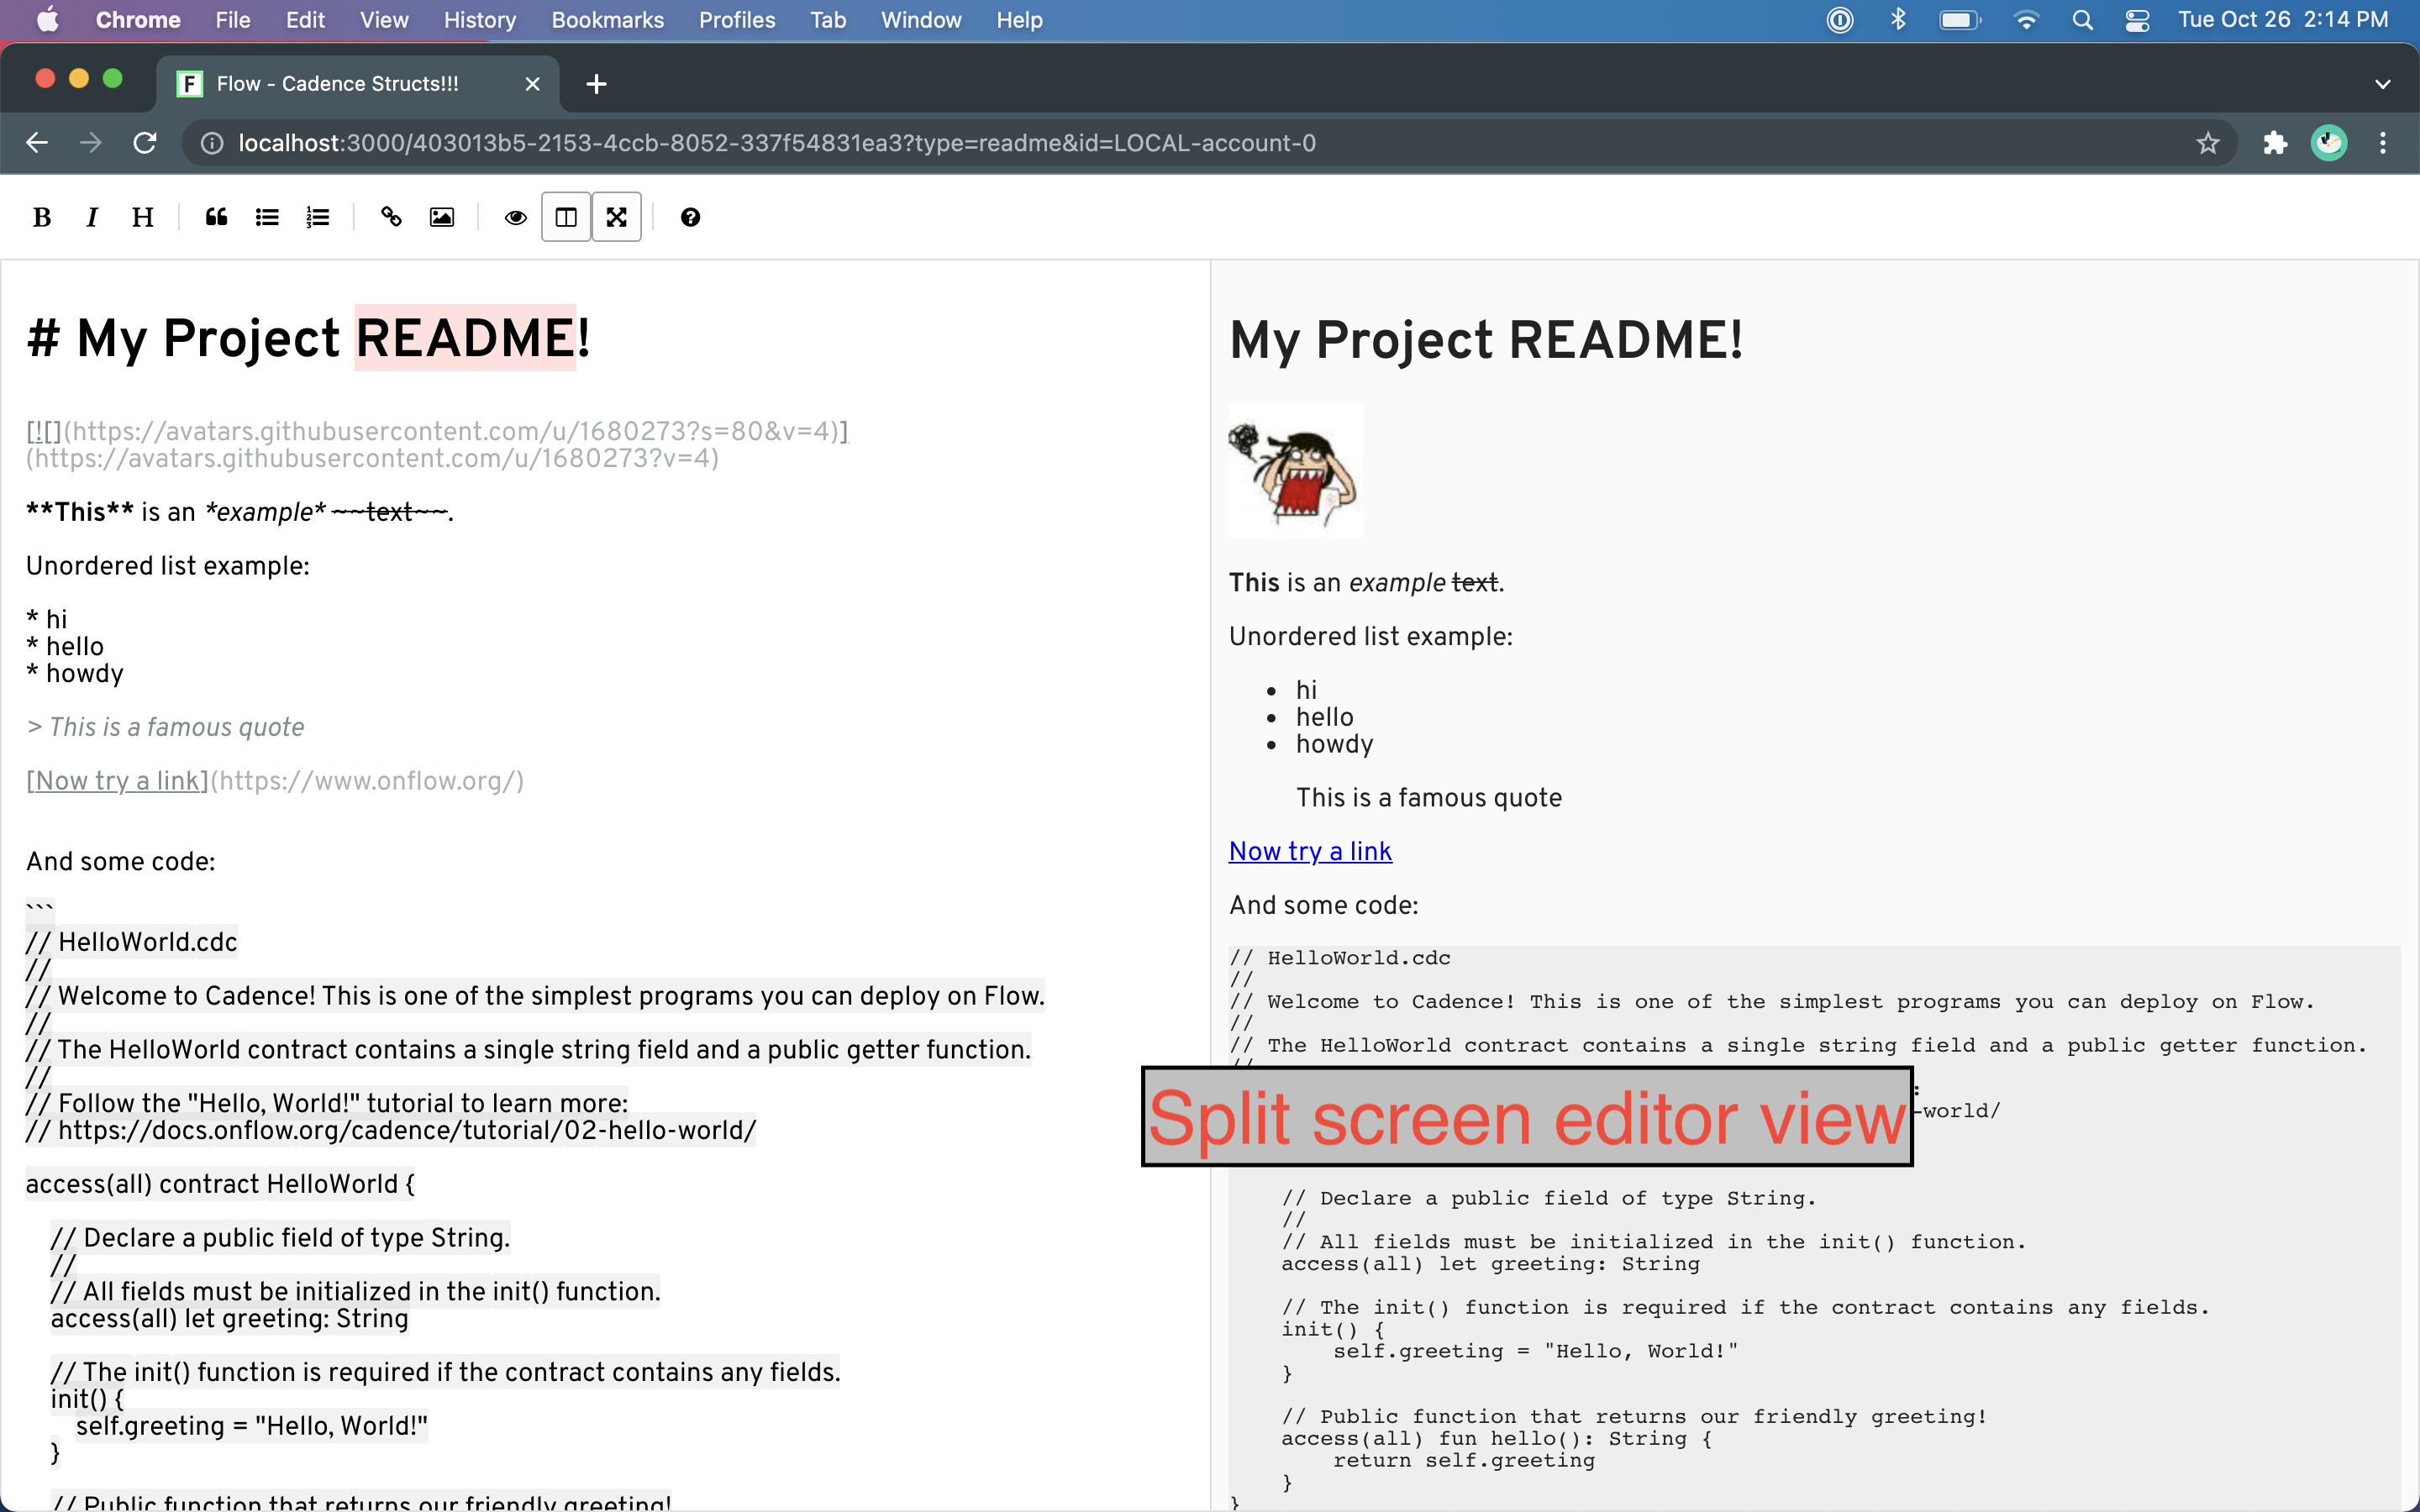 Chrome File Edit View History Bookmarks Profiles Tab Window Help
Tue Oct 26 2:14 PM
F Flow - Cadence Structs!!!
localhost:3000/403013b5-2153-4ccb-8052-337f54831ea3?type=readme&id=LOCAL-account-0
B I H
# My Project README!
[![](https://avatars.githubusercontent.com/u/1680273?s=80&v=4)]
(https://avatars.githubusercontent.com/u/1680273?v=4)
**This** is an *example* ~~text~~.
Unordered list example:
* hi
* hello
* howdy
> This is a famous quote
[Now try a link](https://www.onflow.org/)
And some code:
```
// HelloWorld.cdc
//
// Welcome to Cadence! This is one of the simplest programs you can deploy on Flow.
//
// The HelloWorld contract contains a single string field and a public getter function.
//
// Follow the "Hello, World!" tutorial to learn more:
// https://docs.onflow.org/cadence/tutorial/02-hello-world/
access(all) contract HelloWorld {
// Declare a public field of type String.
//
// All fields must be initialized in the init() function.
access(all) let greeting: String
// The init() function is required if the contract contains any fields.
init() {
self.greeting = "Hello, World!"
}
// Public function that returns our friendly greeting!
My Project README!
This is an example text.
Unordered list example:
• hi
• hello
• howdy
This is a famous quote
Now try a link
And some code:
// HelloWorld.cdc
//
// Welcome to Cadence! This is one of the simplest programs you can deploy on Flow.
//
// The HelloWorld contract contains a single string field and a public getter function.
//
:
-world/
Split screen editor view
// Declare a public field of type String.
//
// All fields must be initialized in the init() function.
access(all) let greeting: String
// The init() function is required if the contract contains any fields.
init() {
self.greeting = "Hello, World!"
}
// Public function that returns our friendly greeting!
access(all) fun hello(): String {
return self.greeting
}
}